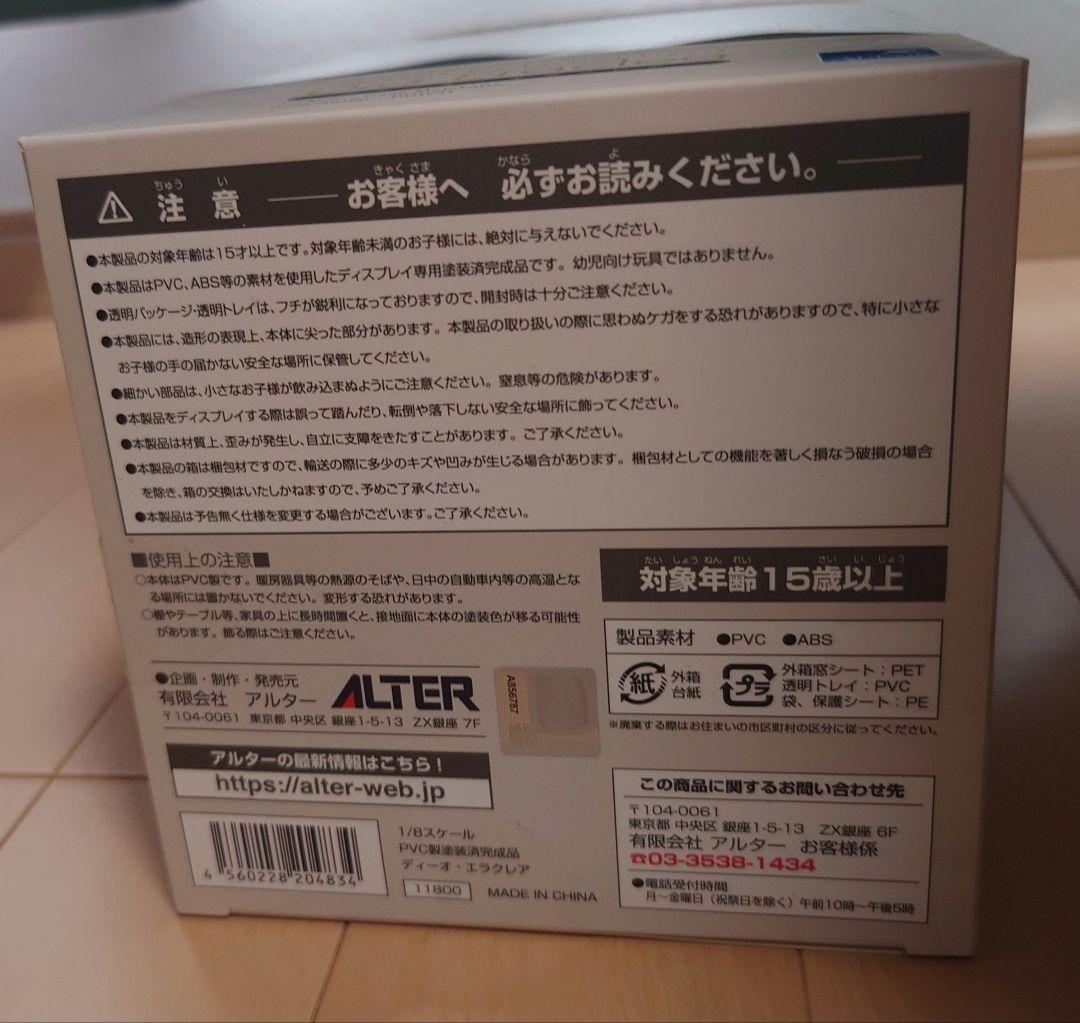 ⚠注意 お客様へ 必ずお読みください。
●本製品の対象年齢は15才以上です。対象年齢未満のお子様には、絶対に与えないでください。
●本製品はPVC、ABS等の素材を使用したディスプレイ専用塗装済完成品です。幼児向け玩具ではありません。
●透明パッケージ・透明トレイは、フチが鋭利になっておりますので、開封時は十分ご注意ください。
●本製品には、造形の表現上、本体に尖った部分があります。本製品の取り扱いの際に思わぬケガをする恐れがありますので、特に小さな
お子様の手の届かない安全な場所に保管してください。
●細かい部品は、小さなお子様が飲み込まぬようにご注意ください。窒息等の危険があります。
●本製品をディスプレイする際は誤って踏んだり、転倒や落下しない安全な場所に飾ってください。
●本製品は材質上、歪みが発生し、自立に支障をきたすことがあります。ご了承ください。
●本製品の箱は梱包材ですので、輸送の際に多少のキズや凹みが生じる場合があります。梱包材としての機能を著しく損なう破損の場合
を除き、箱の交換はいたしかねますので、予めご了承ください。
●本製品は予告無く仕様を変更する場合がございます。ご了承ください。
■使用上の注意■
○本体はPVC製です。暖房器具等の熱源のそばや、日中の自動車内等の高温とな
る場所には置かないでください。変形する恐れがあります。
○棚やテーブル等、家具の上に長時間置くと、接地面に本体の塗装色が移る可能性
があります。飾る際はご注意ください。
●企画・制作・発売元
有限会社 アルター ALTER
〒104-0061 東京都 中央区 銀座1-5-13 ZX銀座 7F
A856767
アルターの最新情報はこちら!
https://alter-web.jp
4 560228 204834
1/8スケール
PVC製塗装済完成品
ディーオ・エラクレア
11800 MADE IN CHINA
対象年齢15歳以上
製品素材 ●PVC ●ABS
紙 外箱
台紙
プラ 外箱窓シート:PET
透明トレイ:PVC
袋、保護シート:PE
※廃棄する際はお住まいの市区町村の区分に従ってください。
この商品に関するお問い合わせ先
〒104-0061
東京都 中央区 銀座1-5-13 ZX銀座 6F
有限会社 アルター お客様係
☎03-3538-1434
●電話受付時間
月~金曜日(祝祭日を除く)午前10時~午後5時